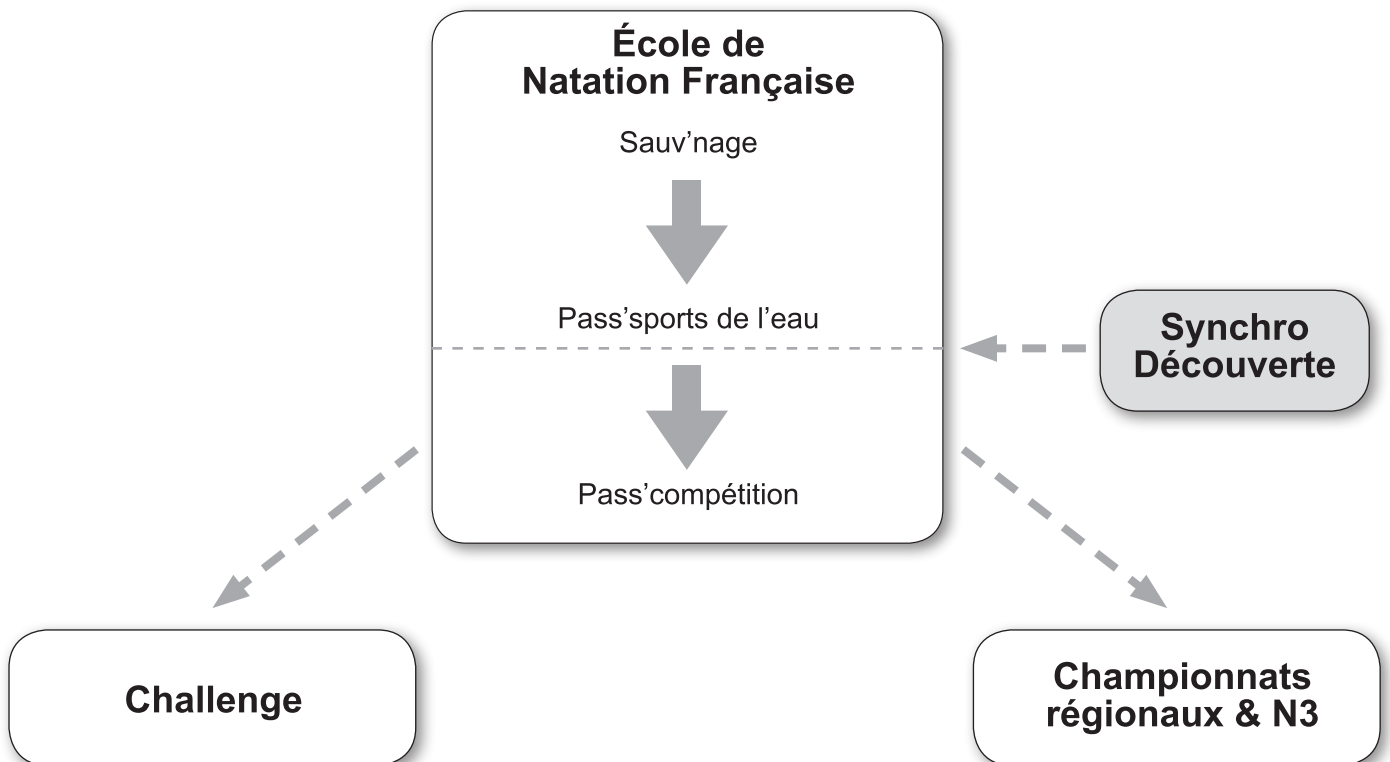 École de
Natation Française
Sauv’nage
Pass’sports de l’eau
Synchro
Découverte
Pass’compétition
Challenge
Championnats
régionaux & N3